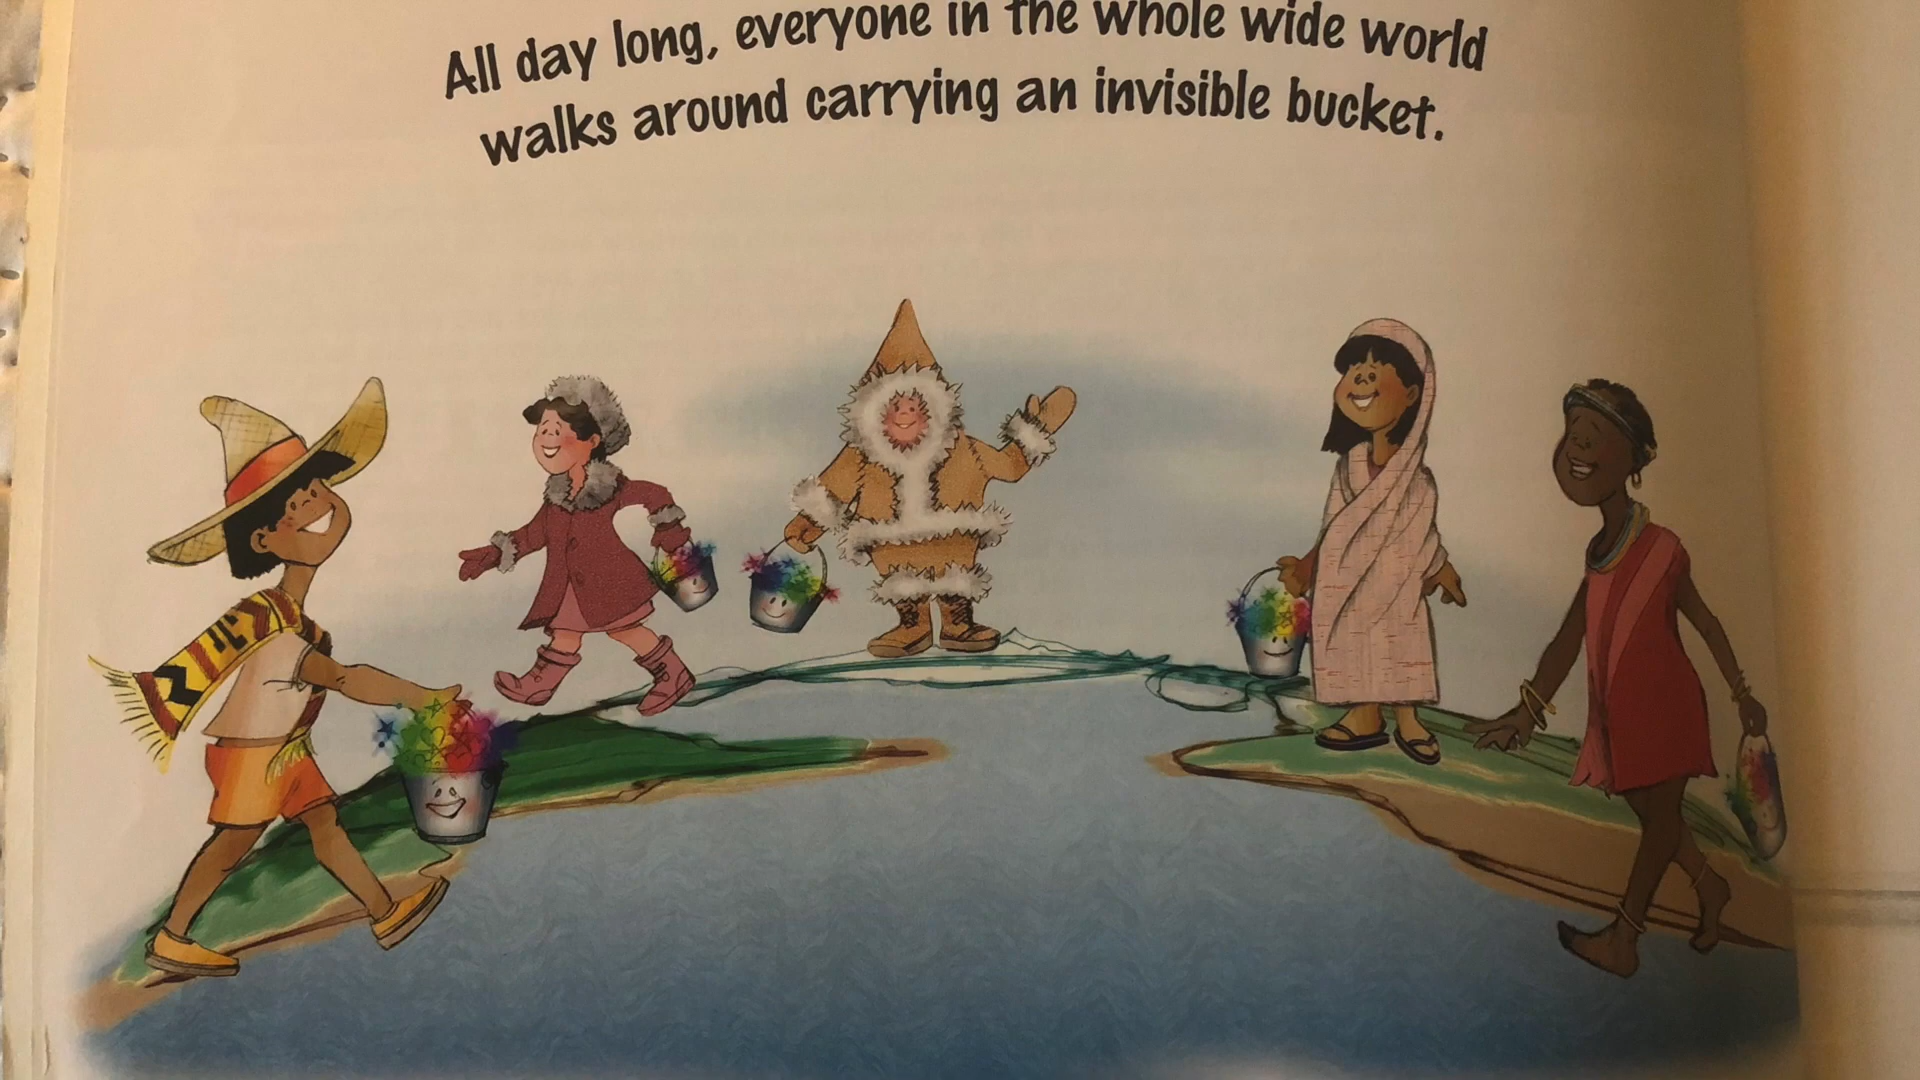 All day long, everyone in the whole wide world
walks around carrying an invisible bucket.